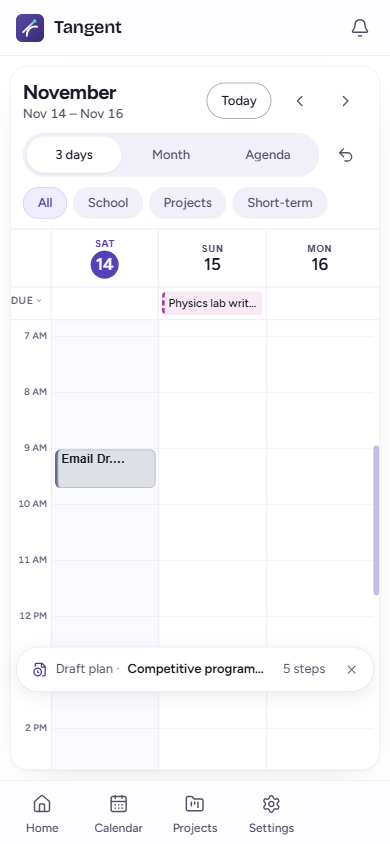 Tangent
November
Nov 14 – Nov 16
Today
3 days Month Agenda
All School Projects Short-term
SAT SUN MON
14 15 16
DUE
Physics lab writ...
7 AM
8 AM
9 AM
Email Dr....
10 AM
11 AM
12 PM
Draft plan · Competitive program... 5 steps
2 PM
Home Calendar Projects Settings